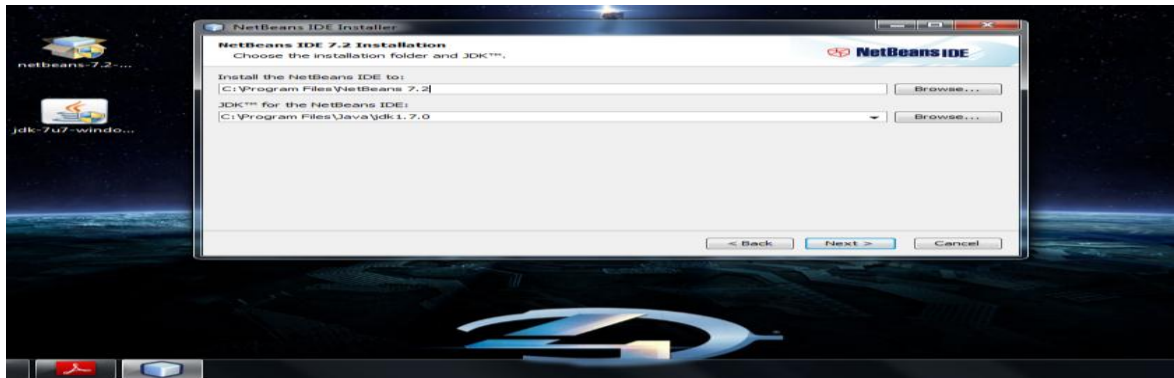 NetBeans IDE Installer
NetBeans IDE 7.2 Installation
Choose the installation folder and JDK™.
NetBeans IDE
netbeans-7.2-...
Install the NetBeans IDE to:
C:\Program Files\NetBeans 7.2
Browse...
JDK™ for the NetBeans IDE:
C:\Program Files\Java\jdk1.7.0
Browse...
jdk-7u7-windo...
< Back
Next >
Cancel